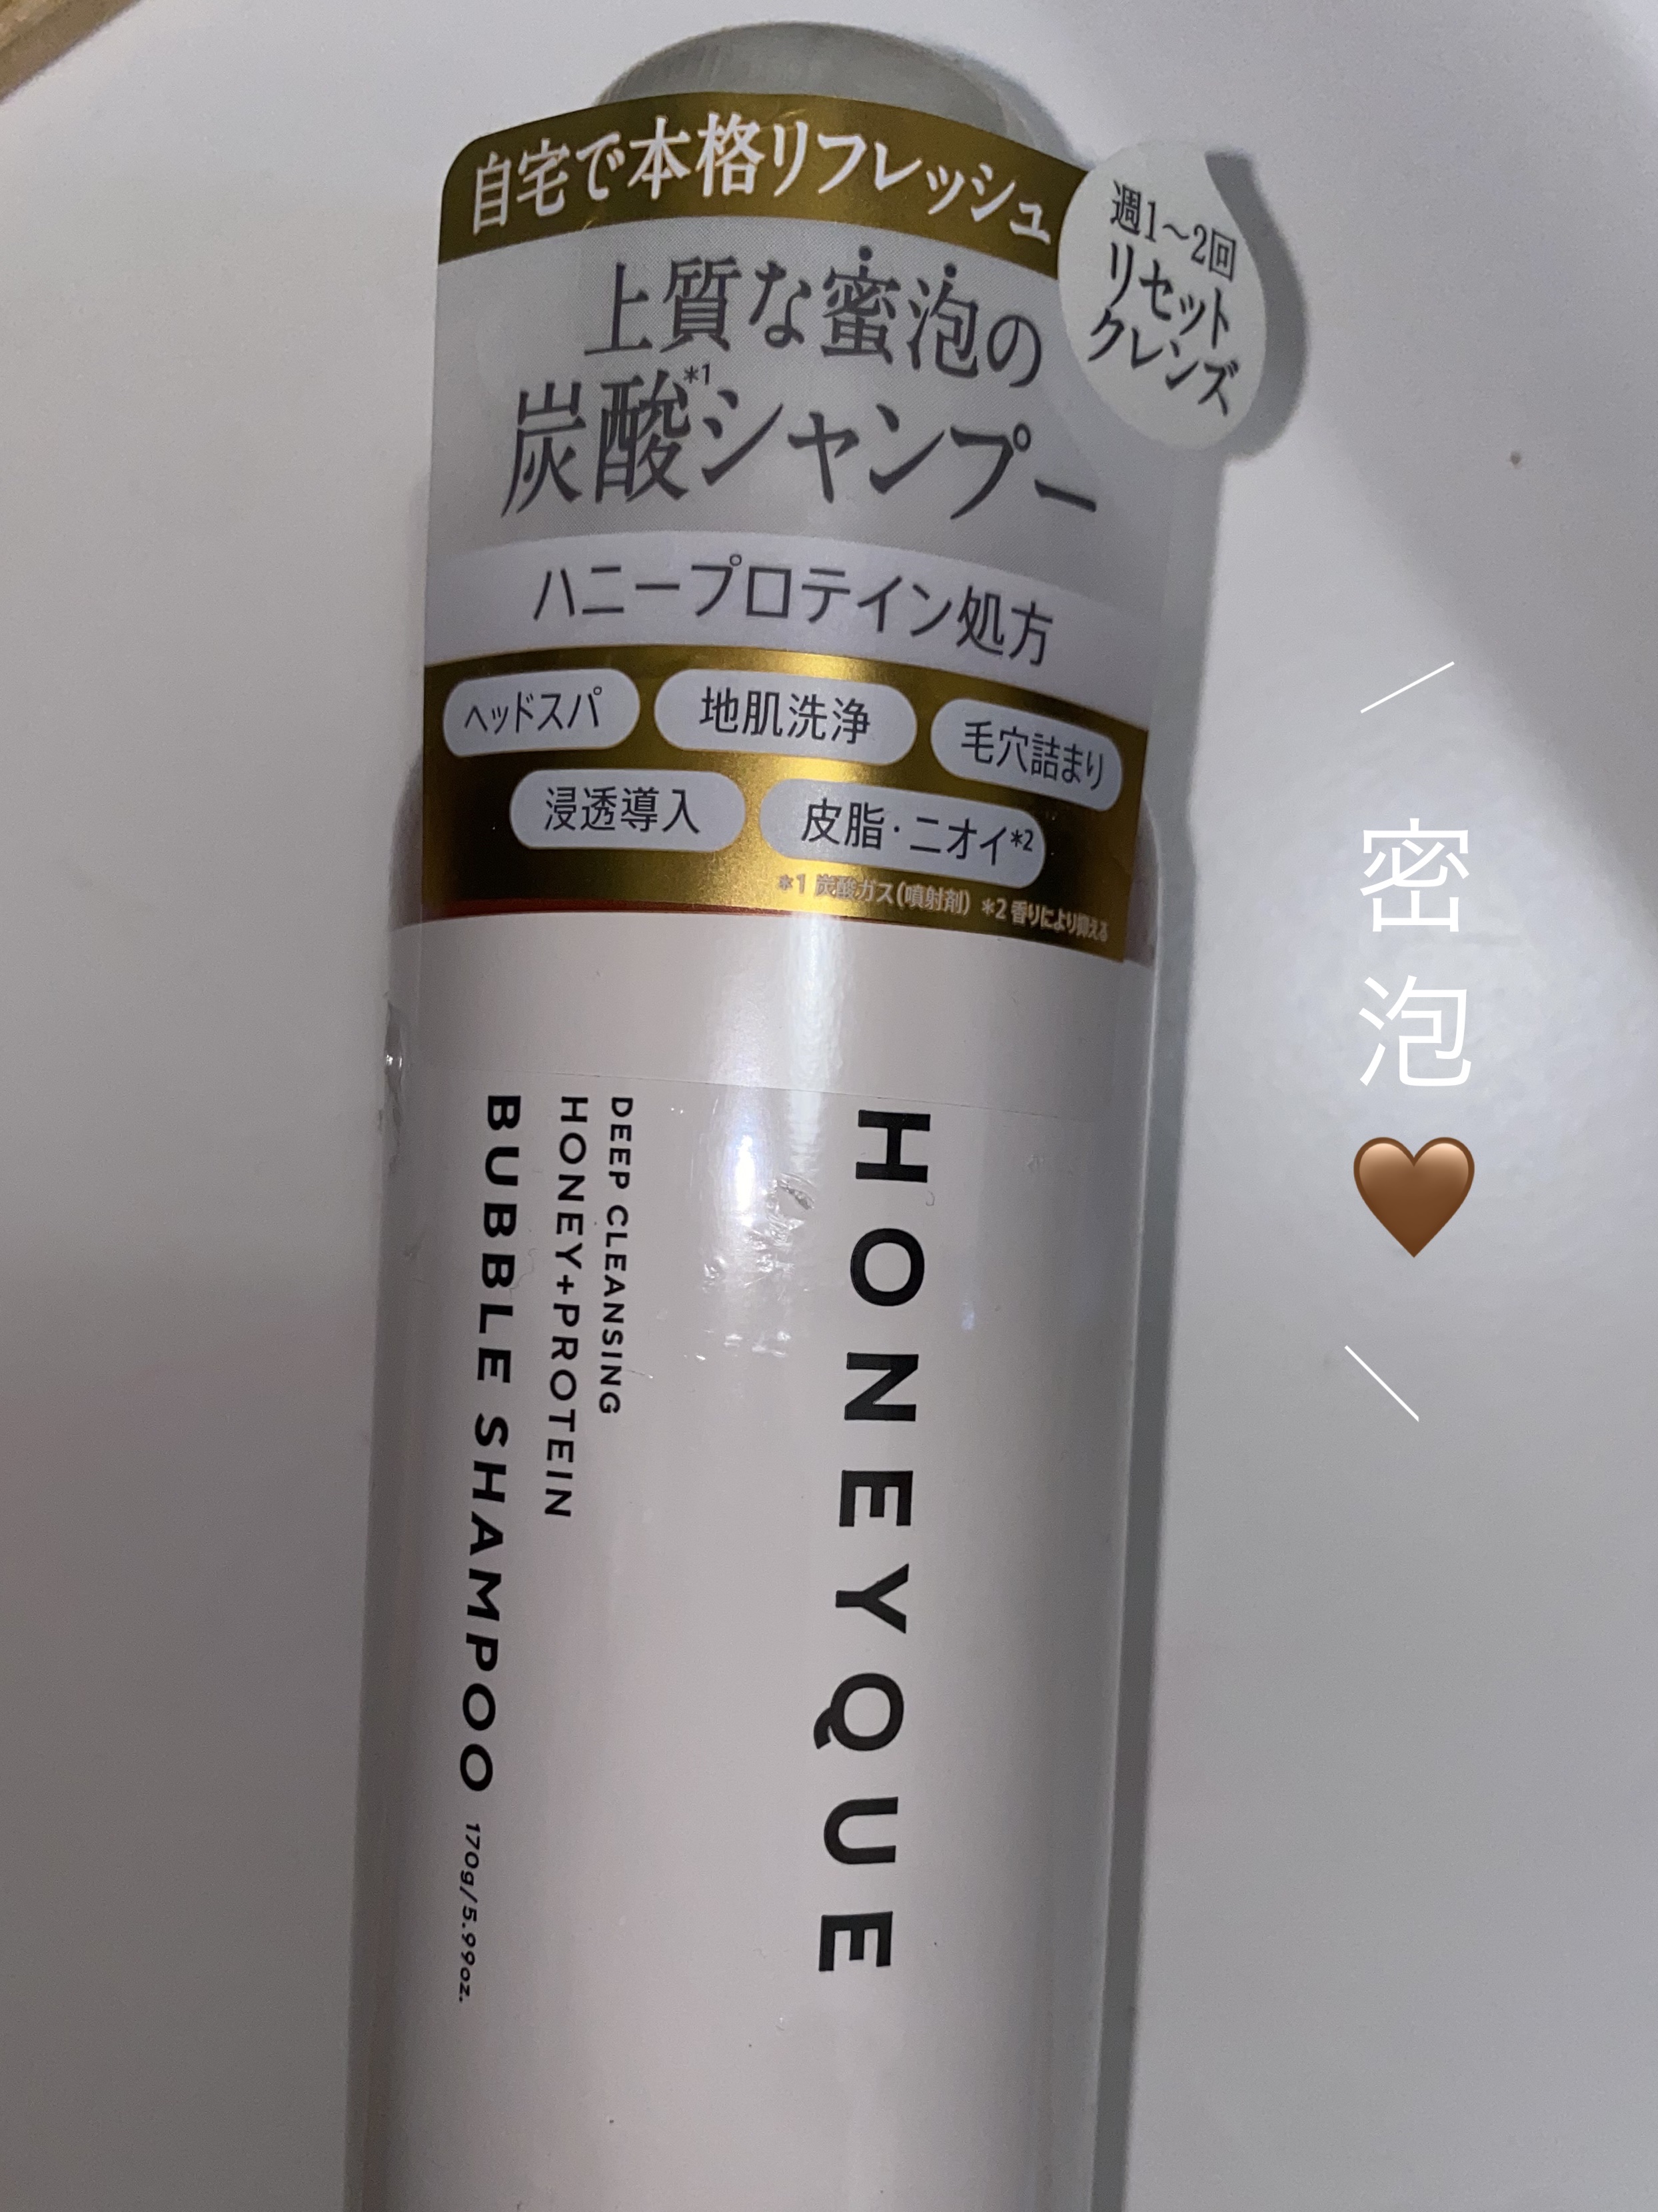 自宅で本格リフレッシュ
週1〜2回
リセット
クレンズ
上質な蜜泡の
炭酸*1シャンプー
ハニープロテイン処方
ヘッドスパ
地肌洗浄
毛穴詰まり
浸透導入
皮脂・ニオイ*2
*1 炭酸ガス(噴射剤) *2 香りにより抑える
HONEYQUE
DEEP CLEANSING
HONEY+PROTEIN
BUBBLE SHAMPOO 170g/5.99oz.
密泡🤎